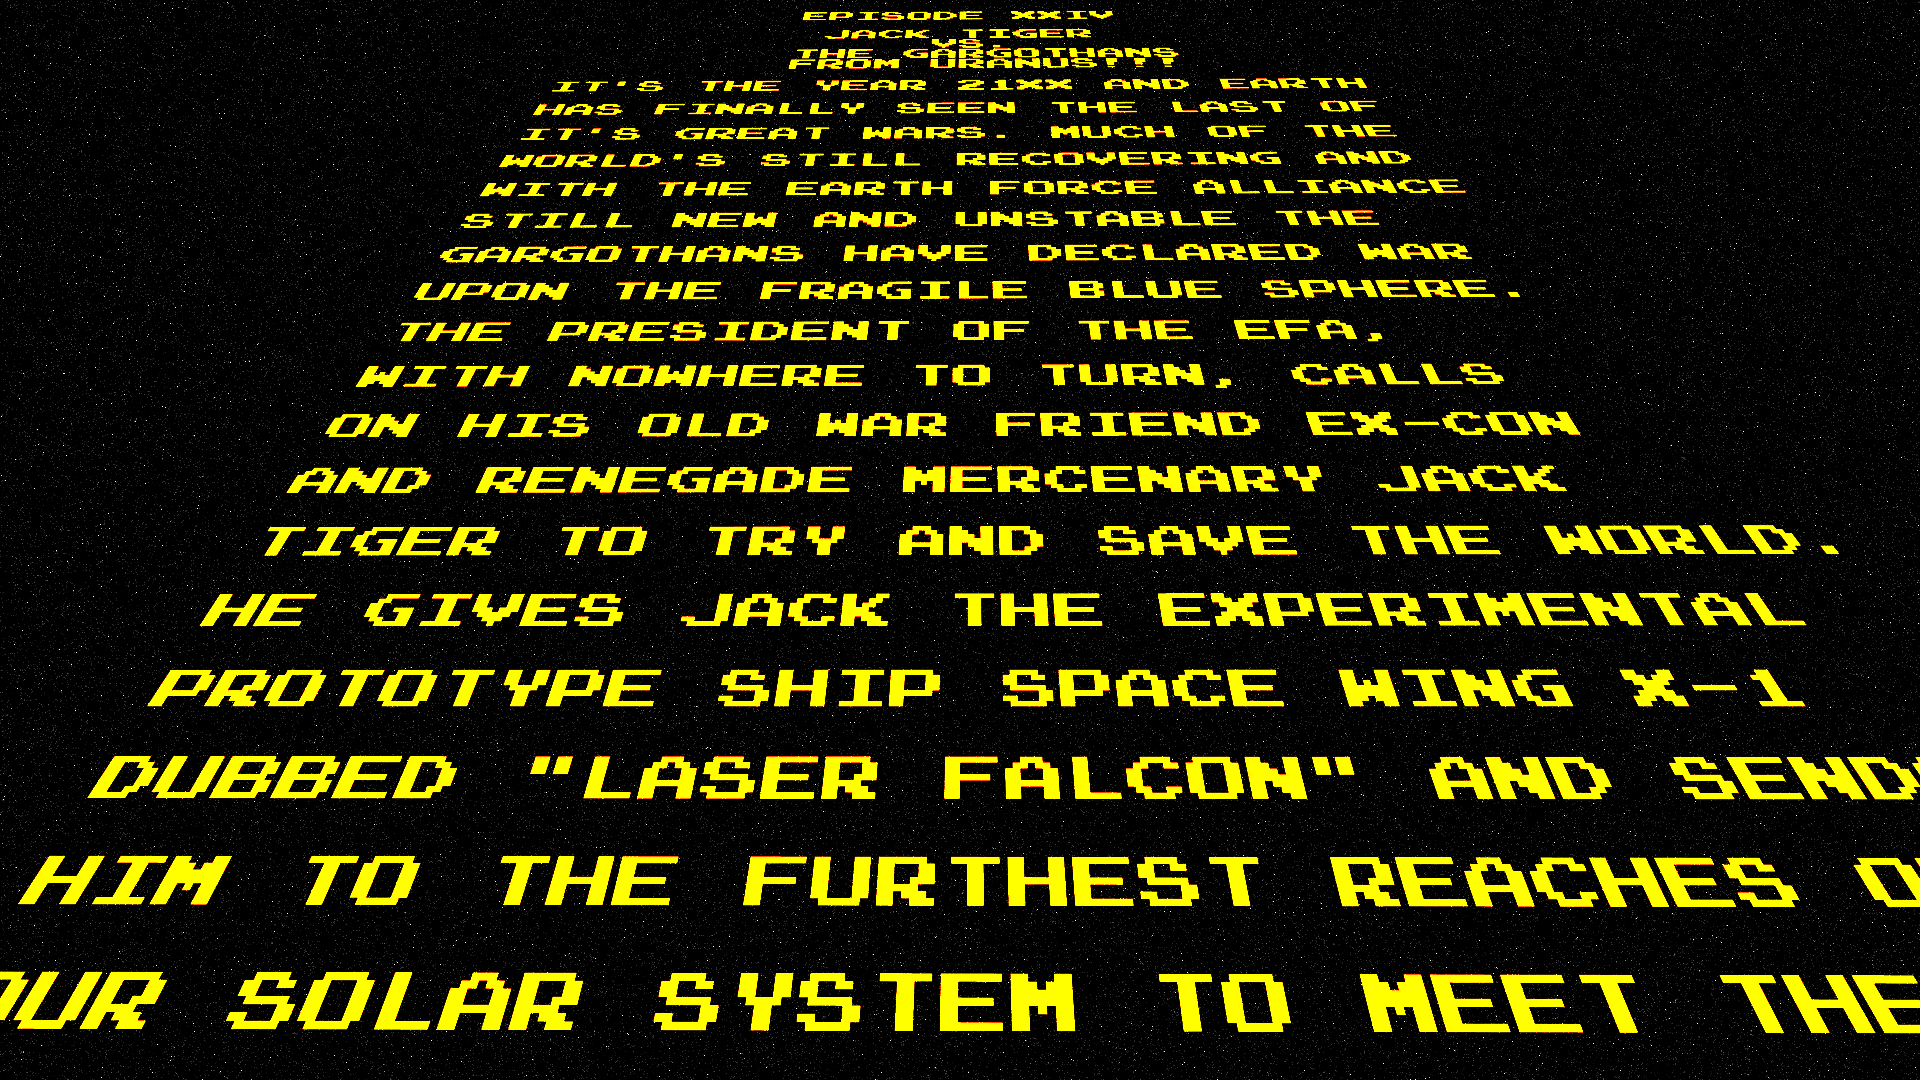 EPISODE XXIV
JACK TIGER
VS.
THE GARGOTHANS
FROM URANUS!!!
IT'S THE YEAR 21XX AND EARTH
HAS FINALLY SEEN THE LAST OF
IT'S GREAT WARS. MUCH OF THE
WORLD'S STILL RECOVERING AND
WITH THE EARTH FORCE ALLIANCE
STILL NEW AND UNSTABLE THE
GARGOTHANS HAVE DECLARED WAR
UPON THE FRAGILE BLUE SPHERE.
THE PRESIDENT OF THE EFA,
WITH NOWHERE TO TURN, CALLS
ON HIS OLD WAR FRIEND EX-CON
AND RENEGADE MERCENARY JACK
TIGER TO TRY AND SAVE THE WORLD.
HE GIVES JACK THE EXPERIMENTAL
PROTOTYPE SHIP SPACE WING X-1
DUBBED "LASER FALCON" AND SENDS
HIM TO THE FURTHEST REACHES O
OUR SOLAR SYSTEM TO MEET THE